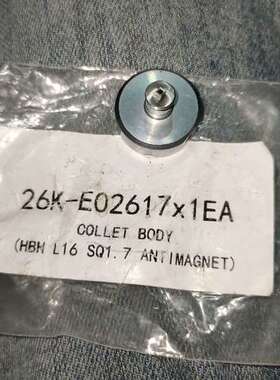 26K-E02617x1EA
COLLET BODY
(HBH L16 SQ1.7 ANTIMAGNET)